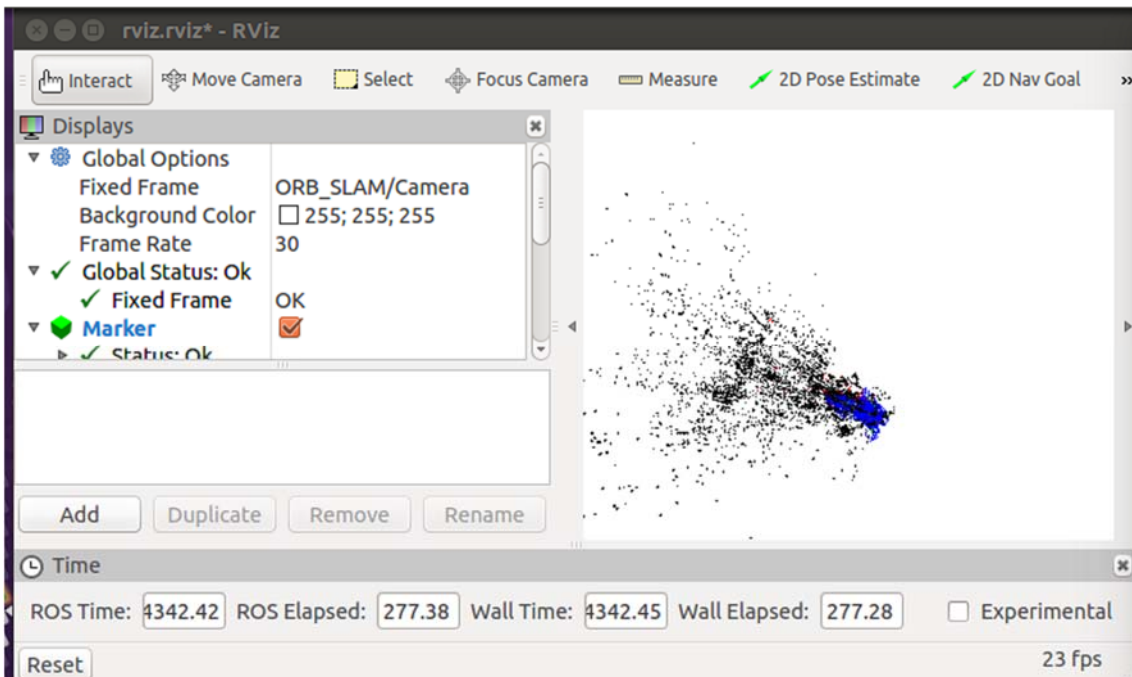 rviz.rviz* - RViz
Interact Move Camera Select Focus Camera Measure 2D Pose Estimate 2D Nav Goal »
Displays
Global Options
Fixed Frame ORB_SLAM/Camera
Background Color 255; 255; 255
Frame Rate 30
Global Status: Ok
Fixed Frame OK
Marker
Status: Ok
Add Duplicate Remove Rename
Time
ROS Time: 4342.42 ROS Elapsed: 277.38 Wall Time: 4342.45 Wall Elapsed: 277.28 Experimental
Reset 23 fps